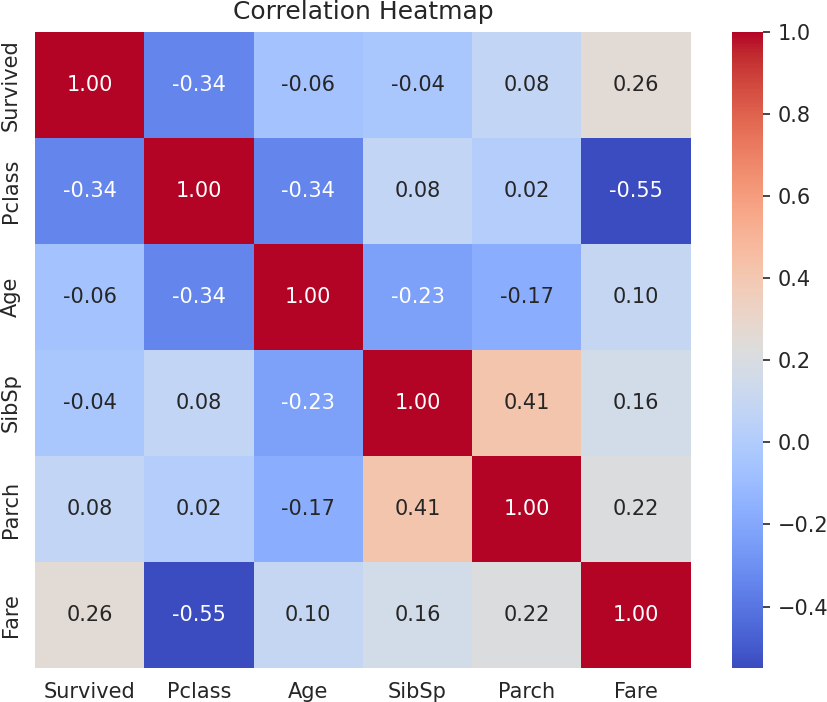 Correlation Heatmap
Survived 1.00 -0.34 -0.06 -0.04 0.08 0.26
Pclass -0.34 1.00 -0.34 0.08 0.02 -0.55
Age -0.06 -0.34 1.00 -0.23 -0.17 0.10
SibSp -0.04 0.08 -0.23 1.00 0.41 0.16
Parch 0.08 0.02 -0.17 0.41 1.00 0.22
Fare 0.26 -0.55 0.10 0.16 0.22 1.00
Survived Pclass Age SibSp Parch Fare
1.0
0.8
0.6
0.4
0.2
0.0
−0.2
−0.4